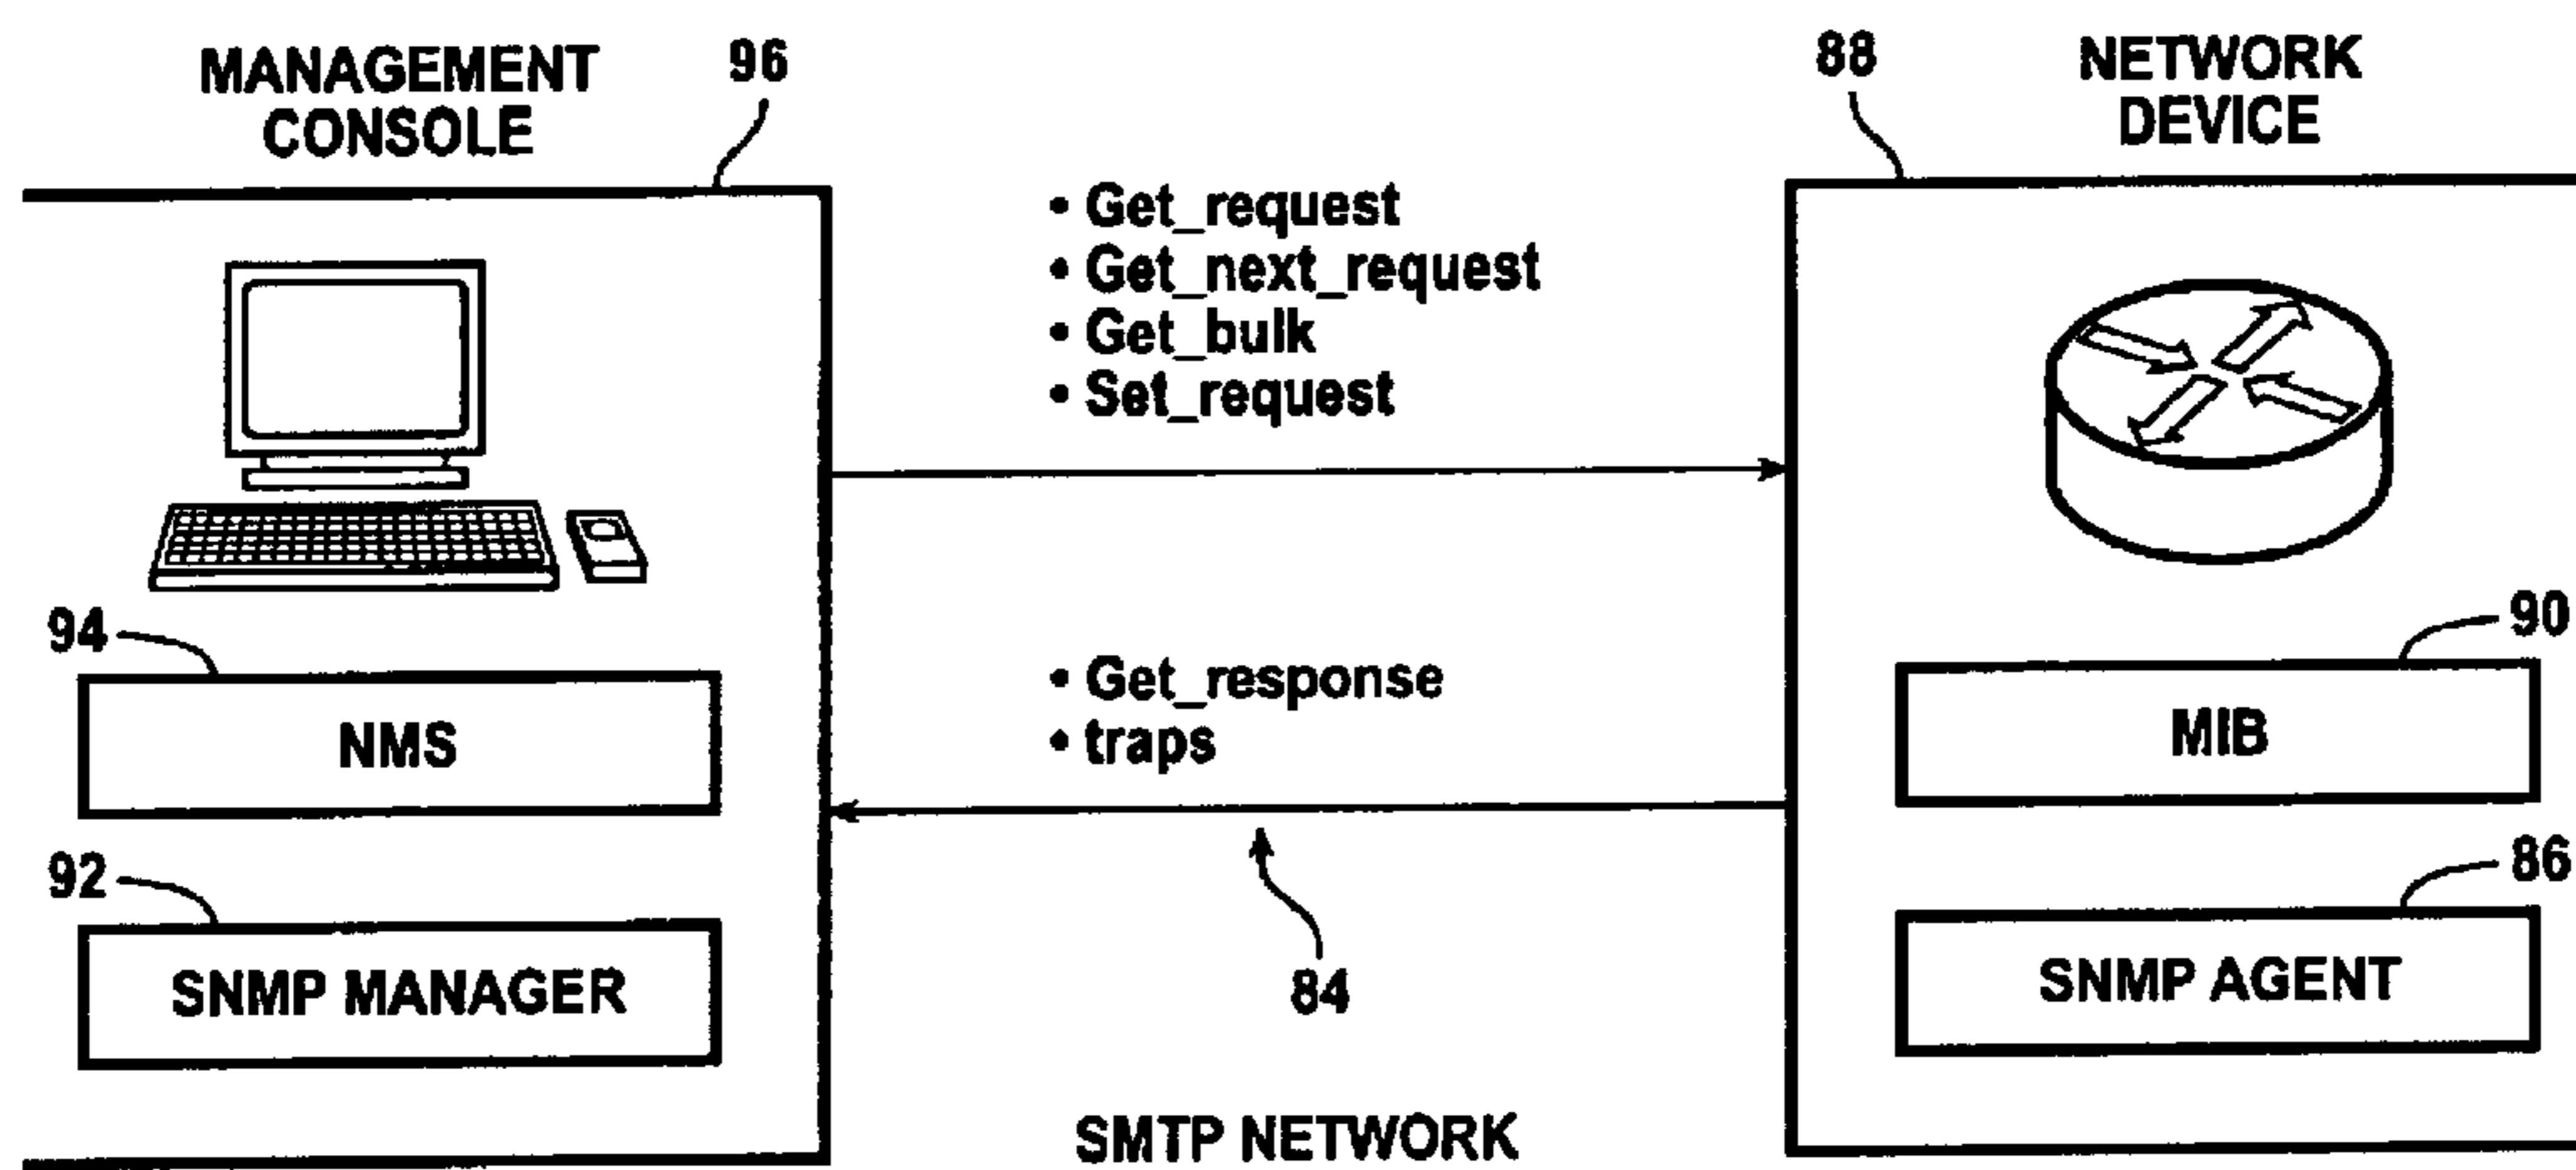 MANAGEMENT
CONSOLE
96
88
NETWORK
DEVICE
• Get_request
• Get_next_request
• Get_bulk
• Set_request
94
NMS
• Get_response
• traps
90
MIB
92
SNMP MANAGER
84
86
SNMP AGENT
SMTP NETWORK